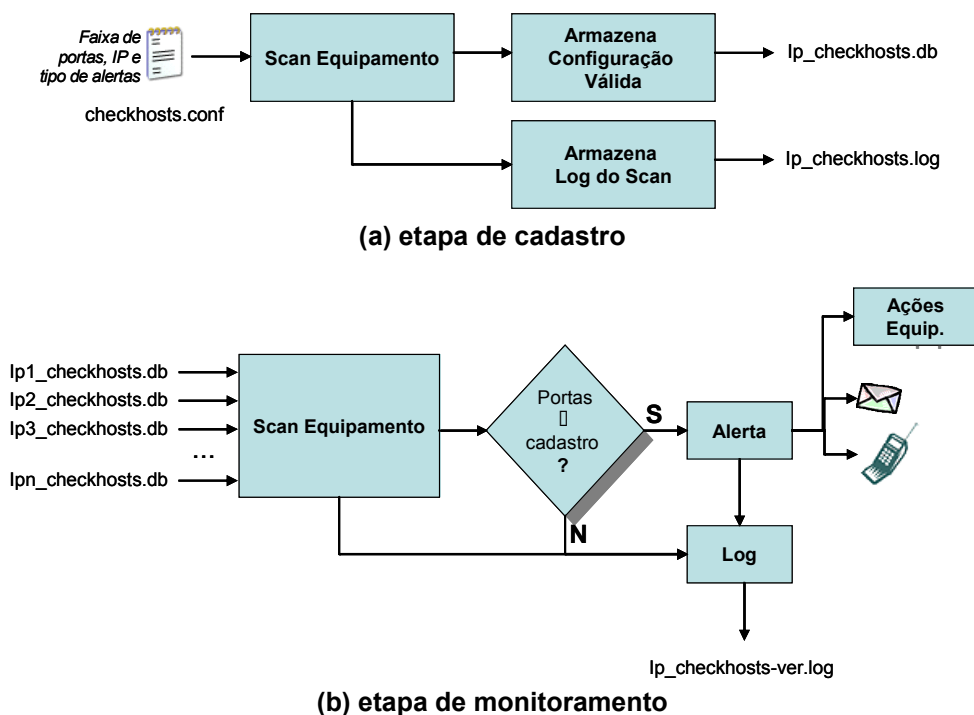 Faixa de
portas, IP e
tipo de alertas
checkhosts.conf
Scan Equipamento
Armazena
Configuração
Válida
Ip_checkhosts.db
Armazena
Log do Scan
Ip_checkhosts.log
(a) etapa de cadastro
Ip1_checkhosts.db
Ip2_checkhosts.db
Ip3_checkhosts.db
...
Ipn_checkhosts.db
Scan Equipamento
Portas
▯
cadastro
?
S
N
Alerta
Ações
Equip.
Log
Ip_checkhosts-ver.log
(b) etapa de monitoramento